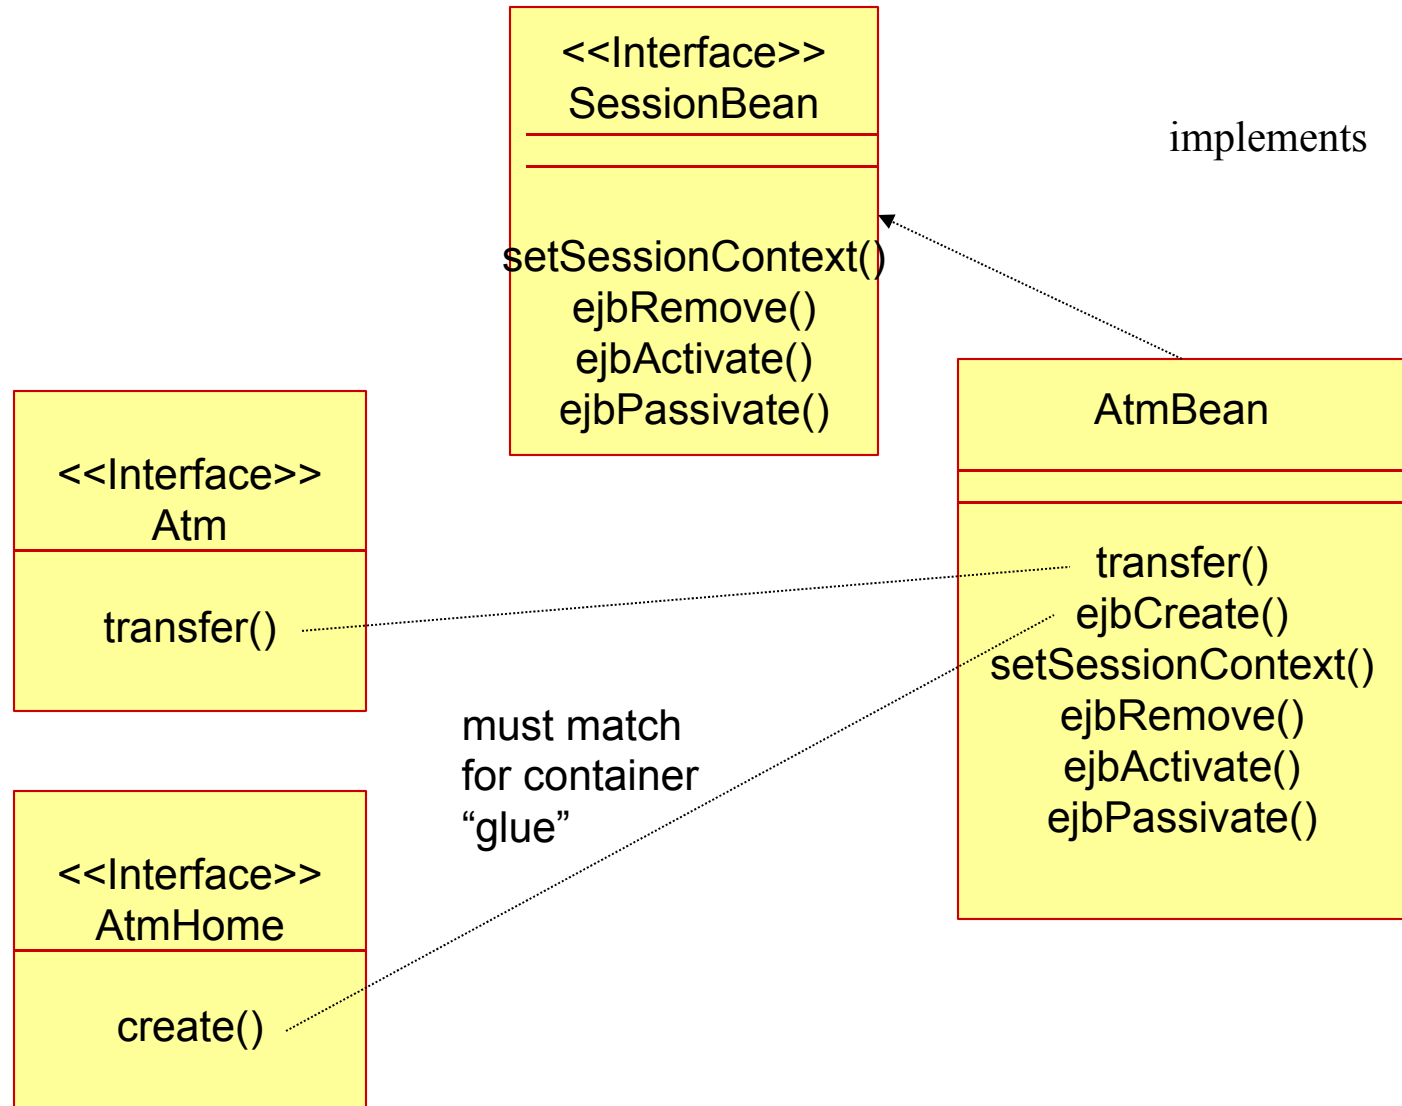 <<Interface>>
SessionBean
setSessionContext()
ejbRemove()
ejbActivate()
ejbPassivate()
implements
AtmBean
transfer()
ejbCreate()
setSessionContext()
ejbRemove()
ejbActivate()
ejbPassivate()
<<Interface>>
Atm
transfer()
must match
for container
“glue”
<<Interface>>
AtmHome
create()